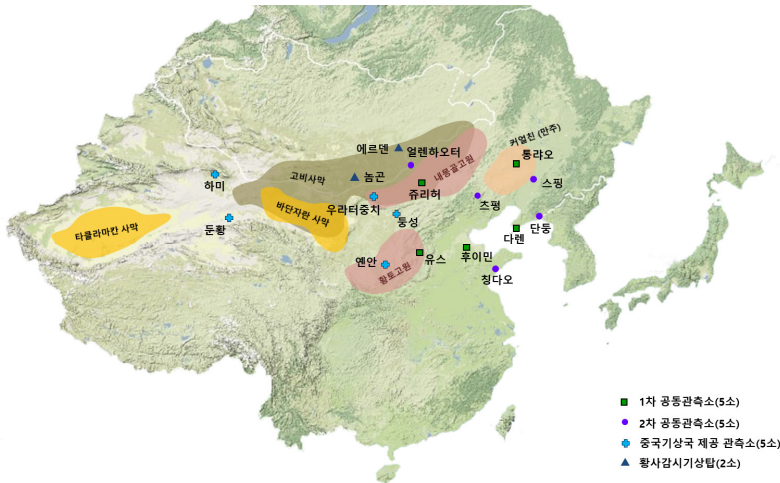 커얼친 (만주)
에르덴
얼렌하오터
통랴오
내몽골고원
하미
고비사막
놈곤
쥬리허
스핑
우라터중치
츠펑
바단지란 사막
둥성
타클라마칸 사막
둔황
다롄
단둥
옌안
유스
후이민
황토고원
칭다오
1차 공동관측소(5소)
2차 공동관측소(5소)
중국기상국 제공 관측소(5소)
황사감시기상탑(2소)